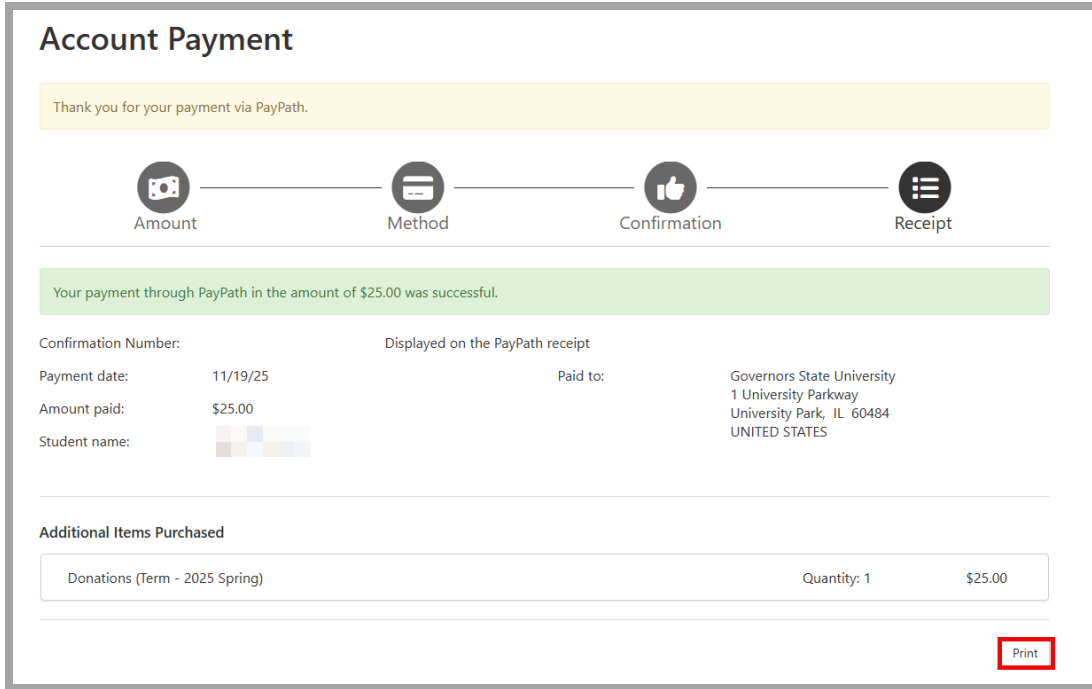 Account Payment
Thank you for your payment via PayPath.
Amount
Method
Confirmation
Receipt
Your payment through PayPath in the amount of $25.00 was successful.
Confirmation Number: Displayed on the PayPath receipt
Payment date: 11/19/25
Amount paid: $25.00
Student name:
Paid to: Governors State University
1 University Parkway
University Park, IL 60484
UNITED STATES
Additional Items Purchased
Donations (Term - 2025 Spring) Quantity: 1 $25.00
Print